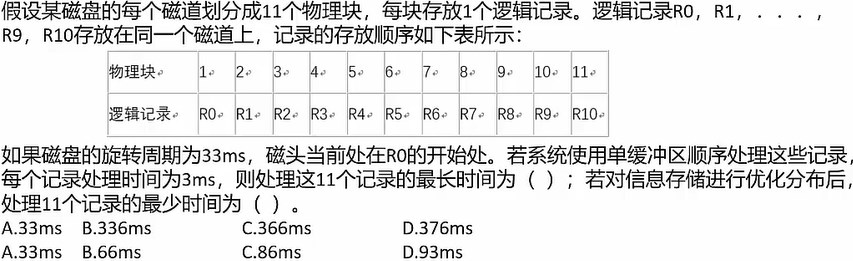 假设某磁盘的每个磁道划分成11个物理块，每块存放1个逻辑记录。逻辑记录R0，R1，．．．，
R9，R10存放在同一个磁道上，记录的存放顺序如下表所示：
物理块 1 2 3 4 5 6 7 8 9 10 11
逻辑记录 R0 R1 R2 R3 R4 R5 R6 R7 R8 R9 R10
如果磁盘的旋转周期为33ms，磁头当前处在R0的开始处。若系统使用单缓冲区顺序处理这些记录，
每个记录处理时间为3ms，则处理这11个记录的最长时间为（ ）；若对信息存储进行优化分布后，
处理11个记录的最少时间为（ ）。
A.33ms B.336ms C.366ms D.376ms
A.33ms B.66ms C.86ms D.93ms